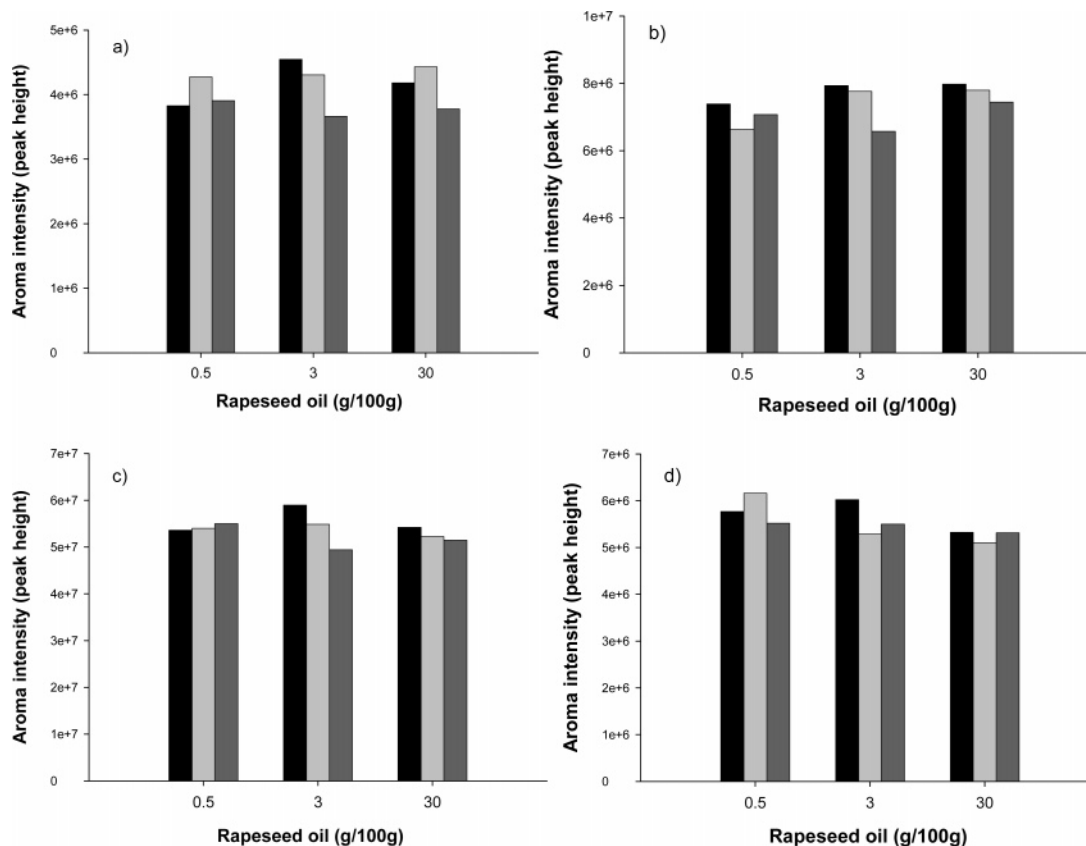 a)
5e+6
4e+6
3e+6
2e+6
1e+6
0
Aroma intensity (peak height)
0.5 3 30
Rapeseed oil (g/100g)
b)
1e+7
8e+6
6e+6
4e+6
2e+6
0
Aroma intensity (peak height)
0.5 3 30
Rapeseed oil (g/100g)
c)
7e+7
6e+7
5e+7
4e+7
3e+7
2e+7
1e+7
0
Aroma intensity (peak height)
0.5 3 30
Rapeseed oil (g/100g)
d)
7e+6
6e+6
5e+6
4e+6
3e+6
2e+6
1e+6
0
Aroma intensity (peak height)
0.5 3 30
Rapeseed oil (g/100g)